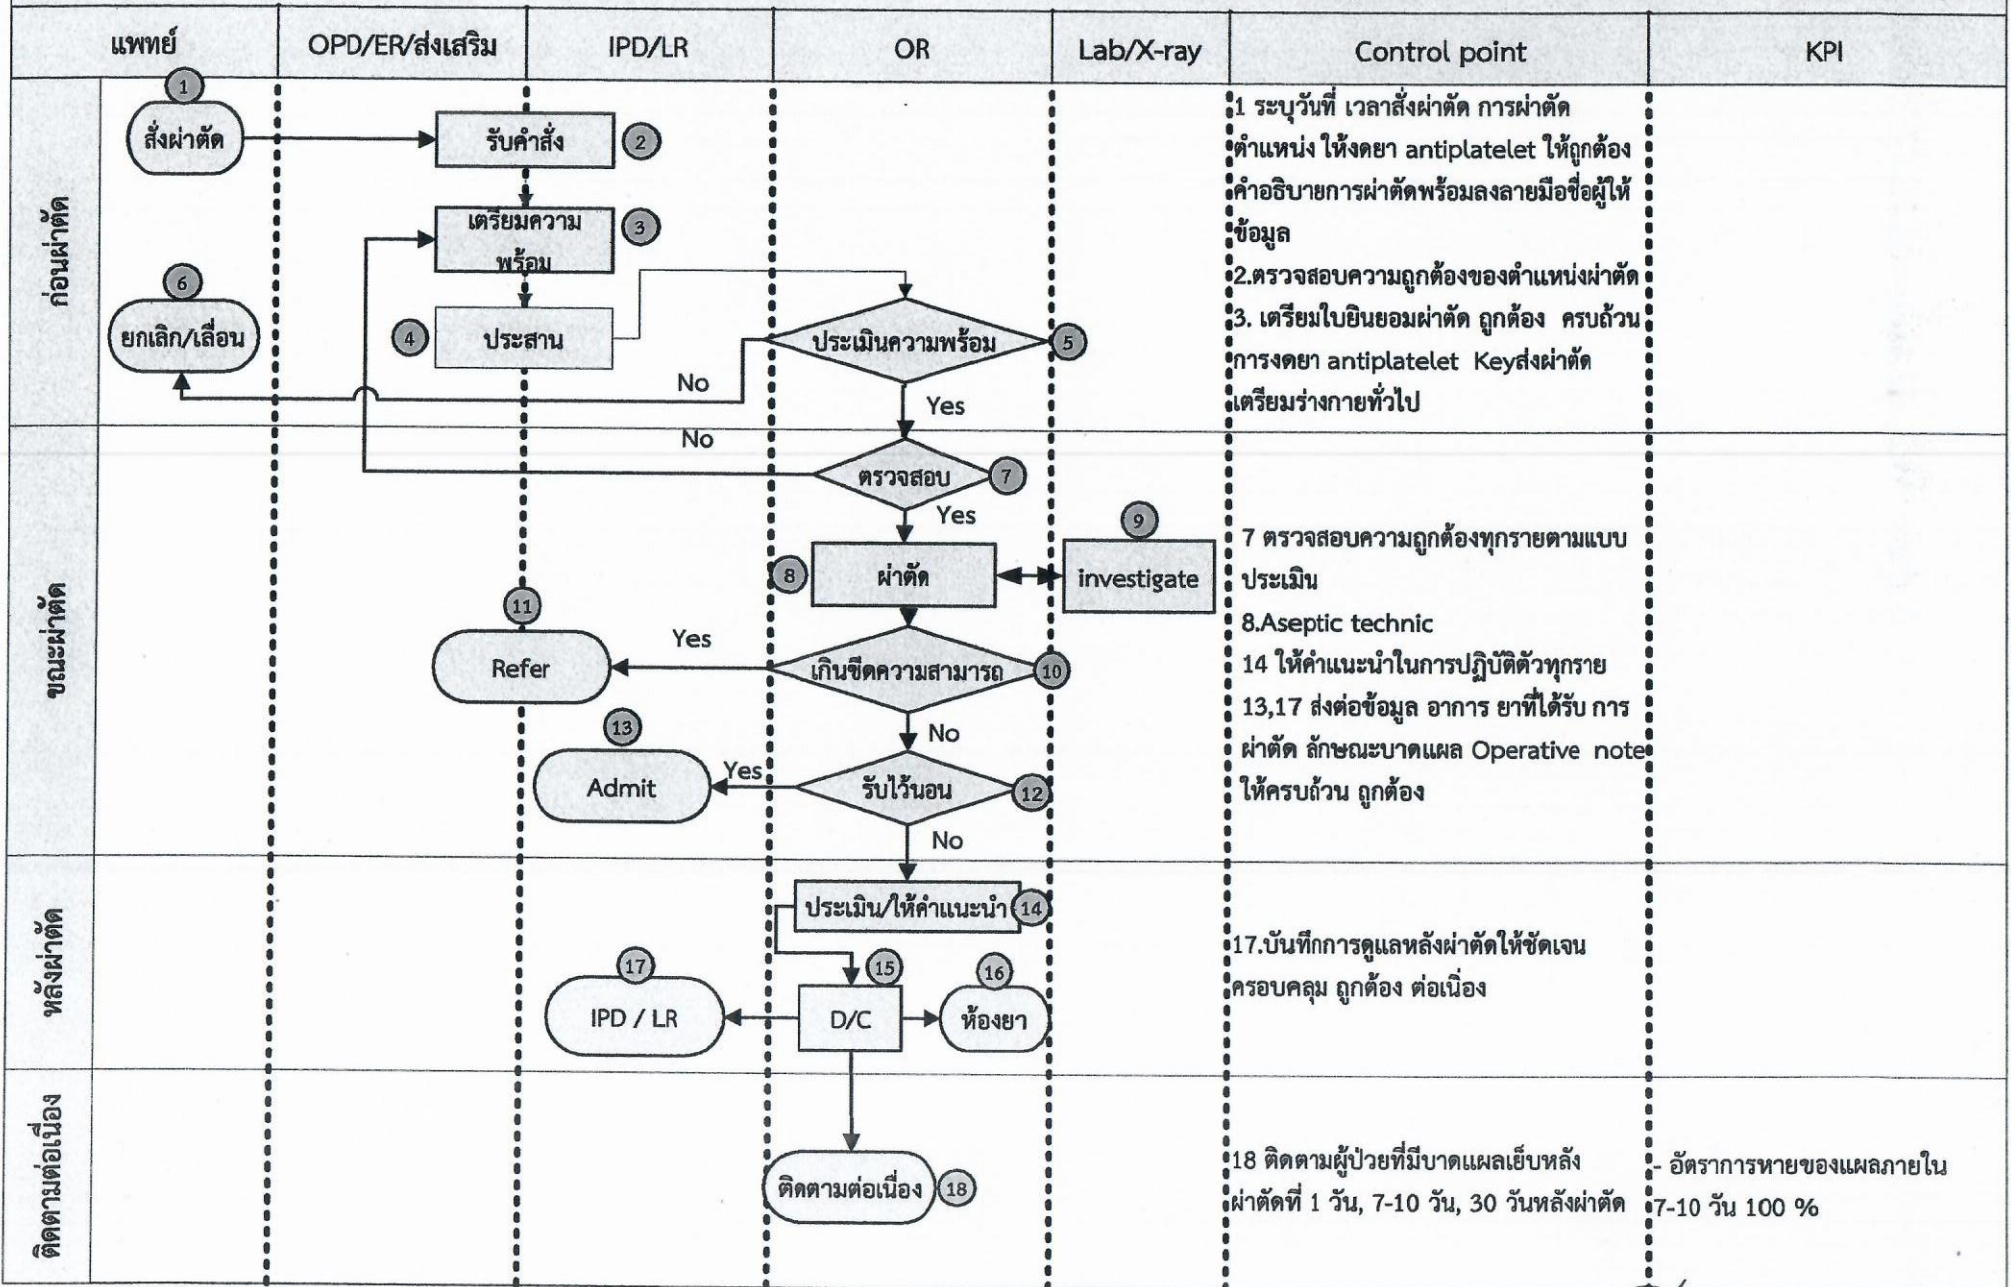 แพทย์
OPD/ER/ส่งเสริม
IPD/LR
OR
Lab/X-ray
Control point
KPI
ก่อนผ่าตัด
1
สั่งผ่าตัด
รับคำสั่ง
2
เตรียมความ
พร้อม
3
6
ยกเลิก/เลื่อน
4
ประสาน
ประเมินความพร้อม
5
No
Yes
1 ระบุวันที่ เวลาสั่งผ่าตัด การผ่าตัด
ตำแหน่ง ให้งดยา antiplatelet ให้ถูกต้อง
คำอธิบายการผ่าตัดพร้อมลงลายมือชื่อผู้ให้
ข้อมูล
2.ตรวจสอบความถูกต้องของตำแหน่งผ่าตัด
3. เตรียมใบยินยอมผ่าตัด ถูกต้อง ครบถ้วน
การงดยา antiplatelet Keyส่งผ่าตัด
เตรียมร่างกายทั่วไป
ขณะผ่าตัด
No
ตรวจสอบ
7
Yes
8
ผ่าตัด
9
investigate
11
Refer
Yes
เกินขีดความสามารถ
10
No
13
Admit
Yes
รับไว้นอน
12
No
7 ตรวจสอบความถูกต้องทุกรายตามแบบ
ประเมิน
8.Aseptic technic
14 ให้คำแนะนำในการปฏิบัติตัวทุกราย
13,17 ส่งต่อข้อมูล อาการ ยาที่ได้รับ การ
ผ่าตัด ลักษณะบาดแผล Operative note
ให้ครบถ้วน ถูกต้อง
หลังผ่าตัด
ประเมิน/ให้คำแนะนำ
14
17
IPD / LR
15
D/C
16
ห้องยา
17.บันทึกการดูแลหลังผ่าตัดให้ชัดเจน
ครอบคลุม ถูกต้อง ต่อเนื่อง
ติดตามต่อเนื่อง
ติดตามต่อเนื่อง
18
18 ติดตามผู้ป่วยที่มีบาดแผลเย็บหลัง
ผ่าตัดที่ 1 วัน, 7-10 วัน, 30 วันหลังผ่าตัด
- อัตราการหายของแผลภายใน
7-10 วัน 100 %